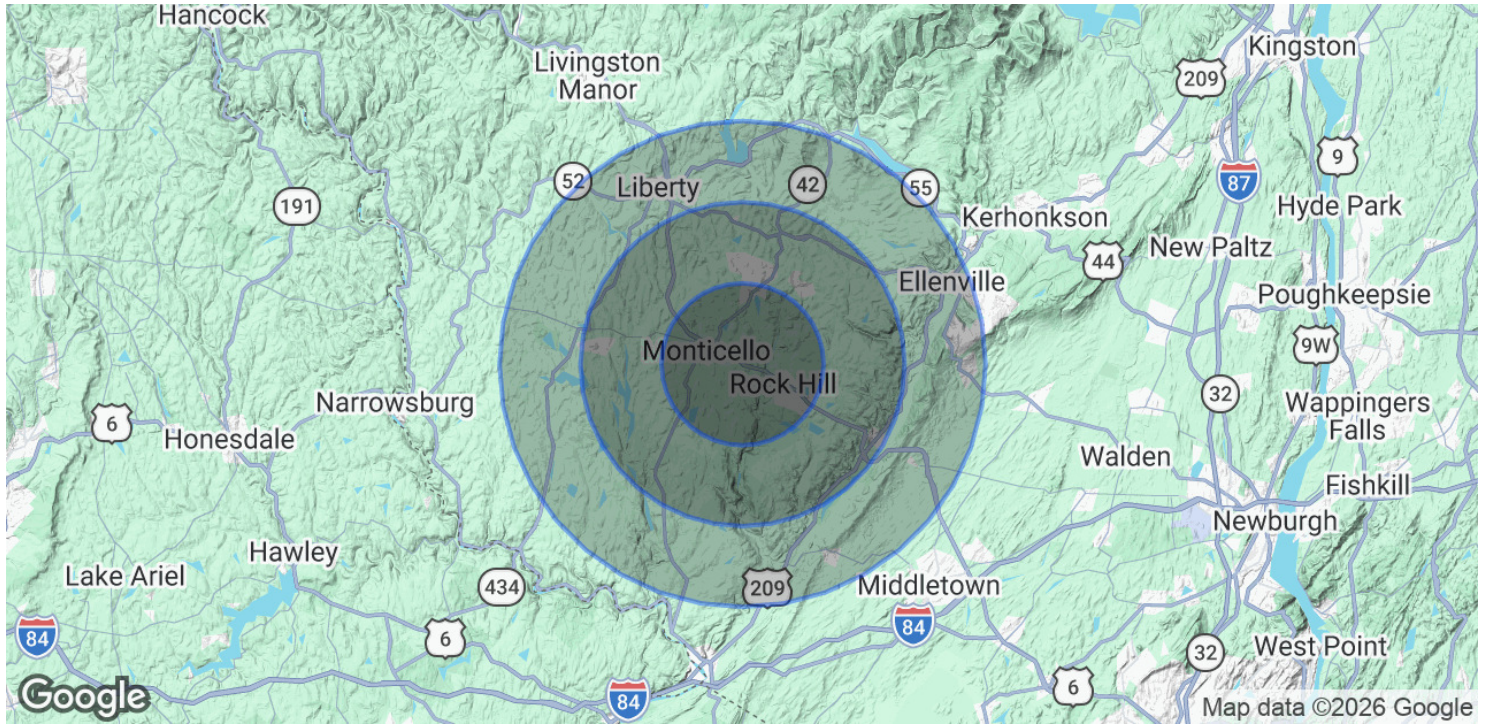 Hancock
Kingston
Livingston
Manor
209
9
52
42
55
87
Liberty
191
Hyde Park
Kerhonkson
New Paltz
44
Ellenville
Poughkeepsie
9W
Monticello
Rock Hill
32
Narrowsburg
Wappingers
Falls
6
Honesdale
Walden
Fishkill
Newburgh
Hawley
Lake Ariel
434
209
Middletown
84
6
84
32
West Point
6
84
Google
Map data ©2026 Google